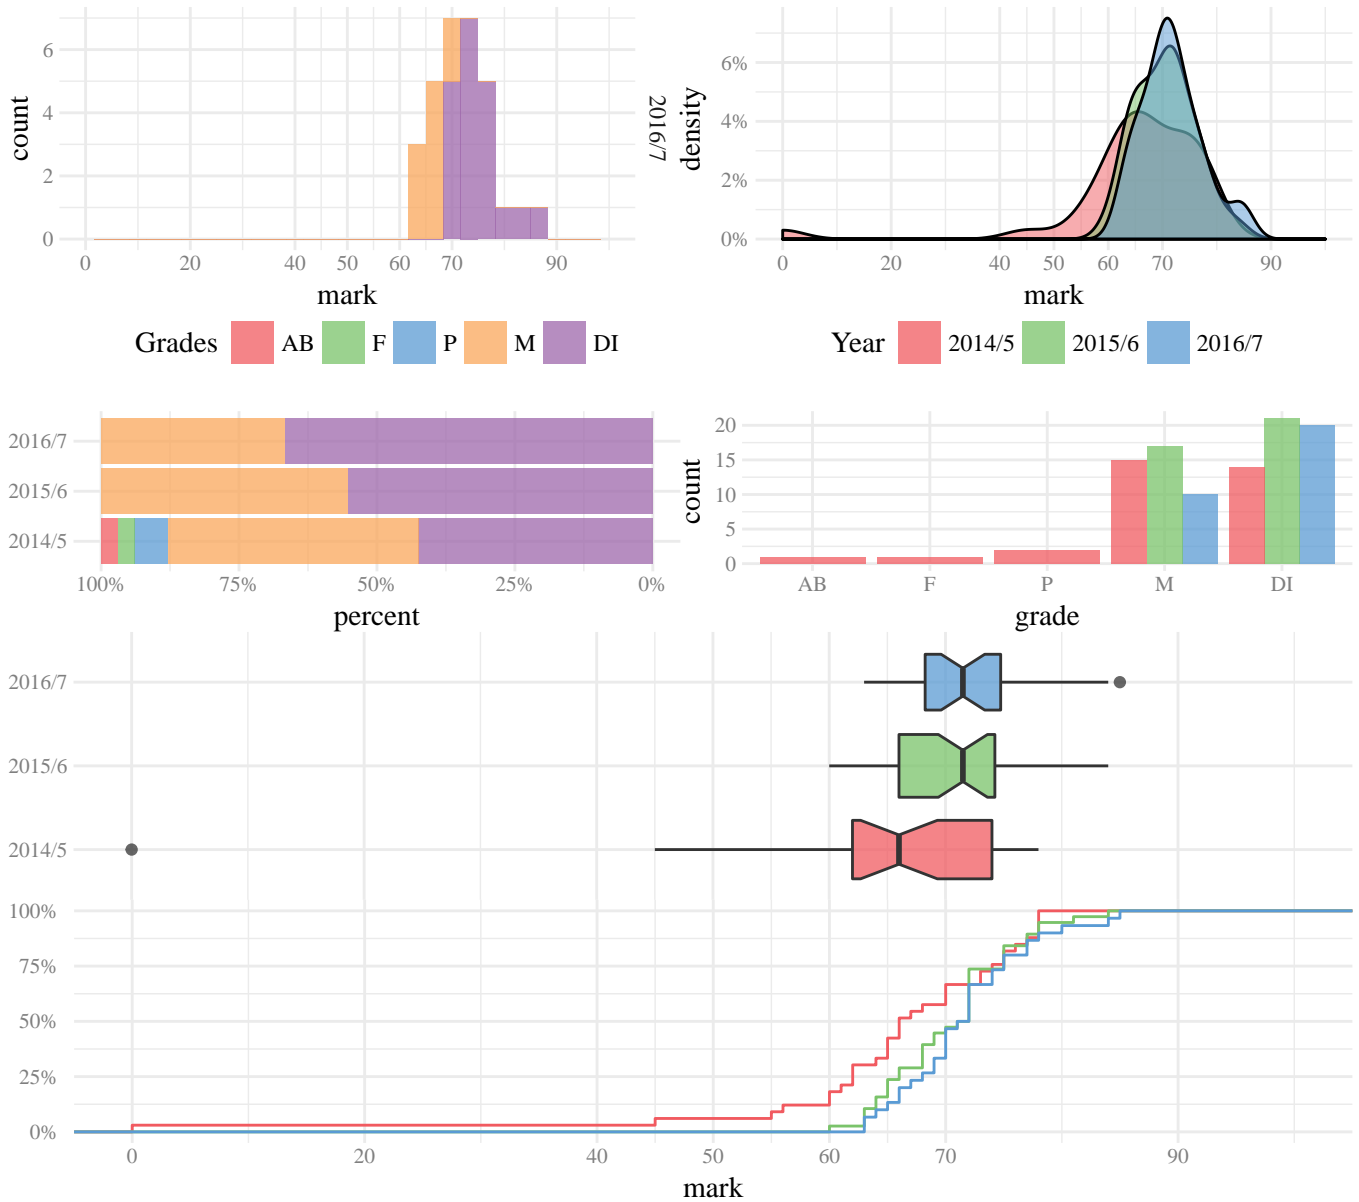 6
4
2
0
count
0 20 40 50 60 70 90
mark
2016/7
6%
4%
2%
0%
density
0 20 40 50 60 70 90
mark
Grades AB F P M DI
Year 2014/5 2015/6 2016/7
2016/7
2015/6
2014/5
100% 75% 50% 25% 0%
percent
20
15
10
5
0
count
AB F P M DI
grade
2016/7
2015/6
2014/5
100%
75%
50%
25%
0%
0 20 40 50 60 70 90
mark